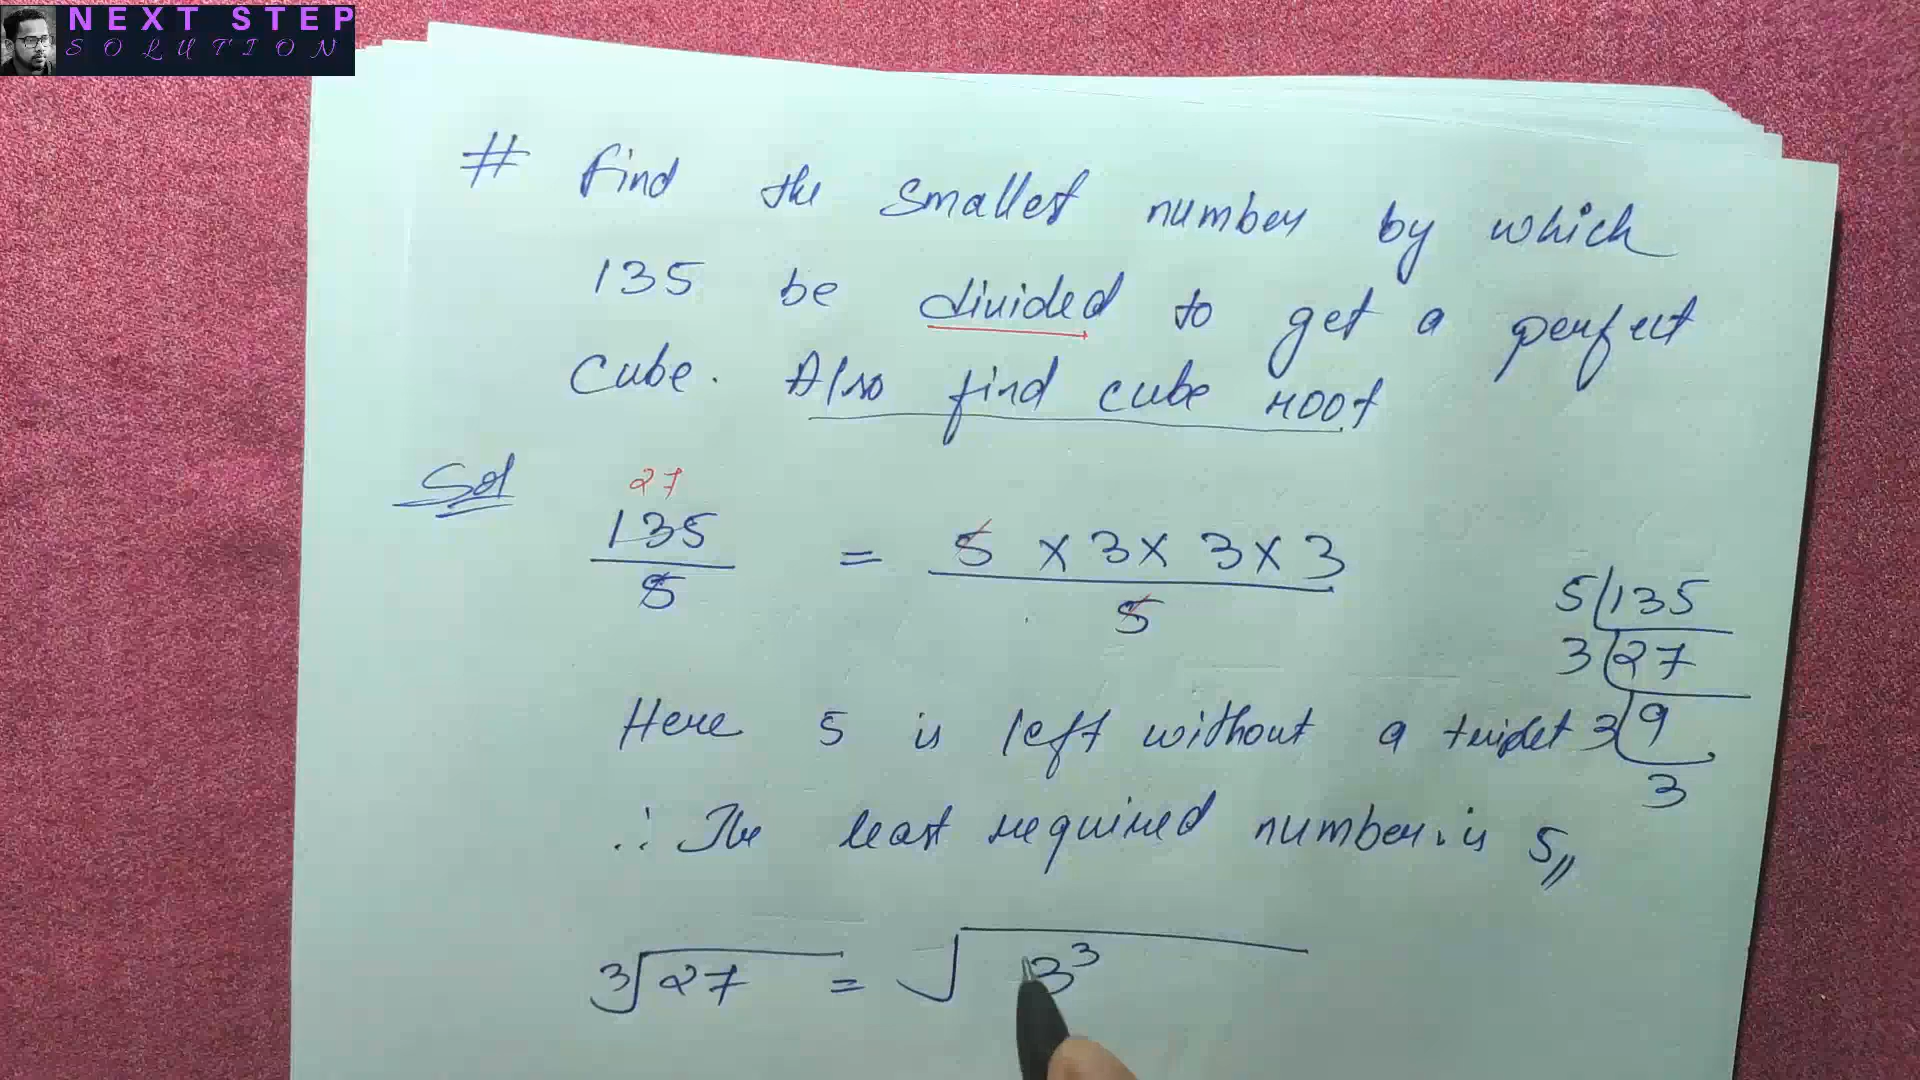 NEXT STEP
SOLUTION
# Find the smallest number by which
135 be divided to get a perfect
cube. Also find cube root
Sol
27
135 / 5 = 5 × 3 × 3 × 3 / 5
5 | 135
3 | 27
3 | 9
3
Here 5 is left without a triplet
∴ The least required number is 5,,
∛27 = √3³